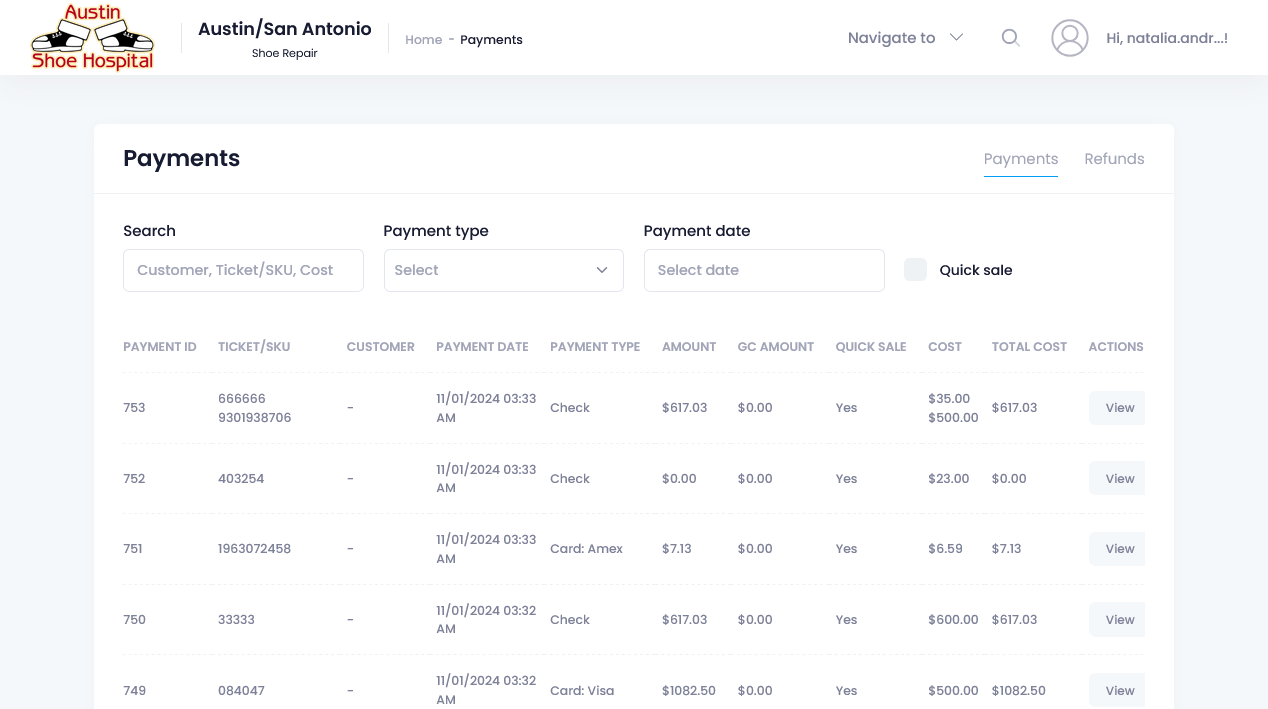 Austin
Shoe Hospital
Austin/San Antonio
Shoe Repair
Home - Payments
Navigate to
Hi, natalia.andr...!
Payments
Payments Refunds
Search Payment type Payment date
Customer, Ticket/SKU, Cost Select Select date Quick sale
PAYMENT ID TICKET/SKU CUSTOMER PAYMENT DATE PAYMENT TYPE AMOUNT GC AMOUNT QUICK SALE COST TOTAL COST ACTIONS
753 666666 9301938706 - 11/01/2024 03:33 AM Check $617.03 $0.00 Yes $35.00 $500.00 $617.03 View
752 403254 - 11/01/2024 03:33 AM Check $0.00 $0.00 Yes $23.00 $0.00 View
751 1963072458 - 11/01/2024 03:33 AM Card: Amex $7.13 $0.00 Yes $6.59 $7.13 View
750 33333 - 11/01/2024 03:32 AM Check $617.03 $0.00 Yes $600.00 $617.03 View
749 084047 - 11/01/2024 03:32 AM Card: Visa $1082.50 $0.00 Yes $500.00 $1082.50 View